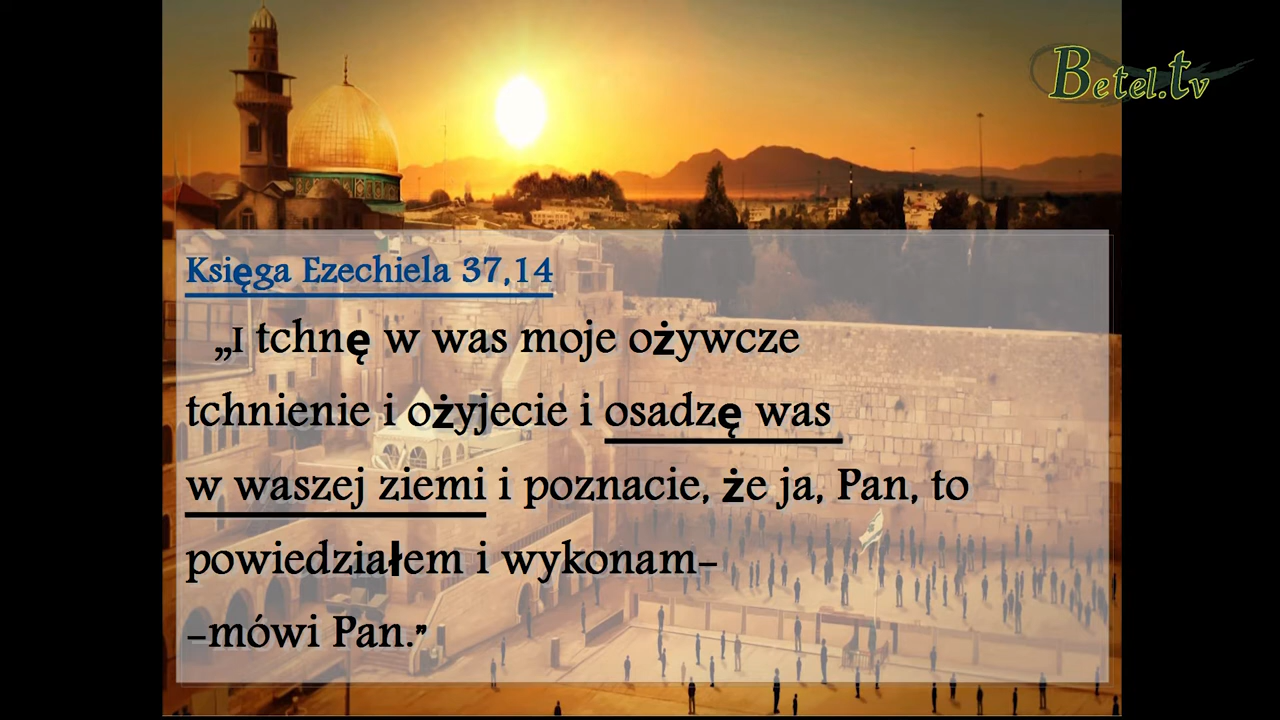 Betel.tv
Księga Ezechiela 37,14
„I tchnę w was moje ożywcze
tchnienie i ożyjecie i osadzę was
w waszej ziemi i poznacie, że ja, Pan, to
powiedziałem i wykonam–
–mówi Pan.”